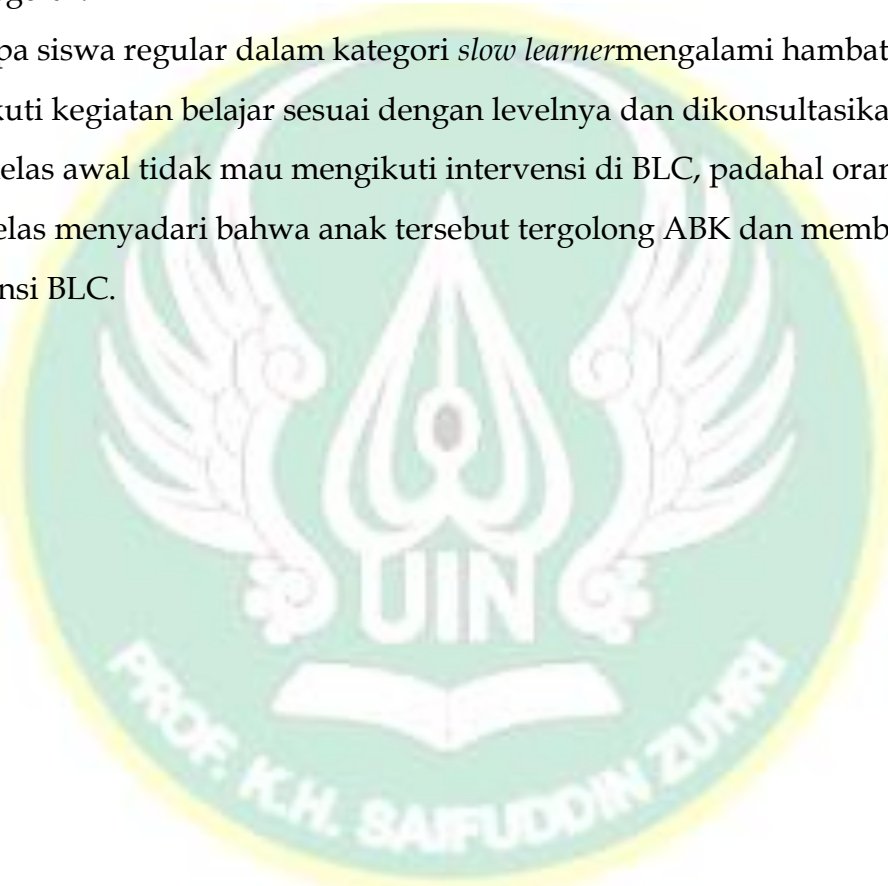 pa siswa regular dalam kategori slow learnermengalami hambat
kuti kegiatan belajar sesuai dengan levelnya dan dikonsultasika
elas awal tidak mau mengikuti intervensi di BLC, padahal oran
elas menyadari bahwa anak tersebut tergolong ABK dan memb
nsi BLC.
UIN
PROF. K.H. SAIFUDDIN ZUHRI